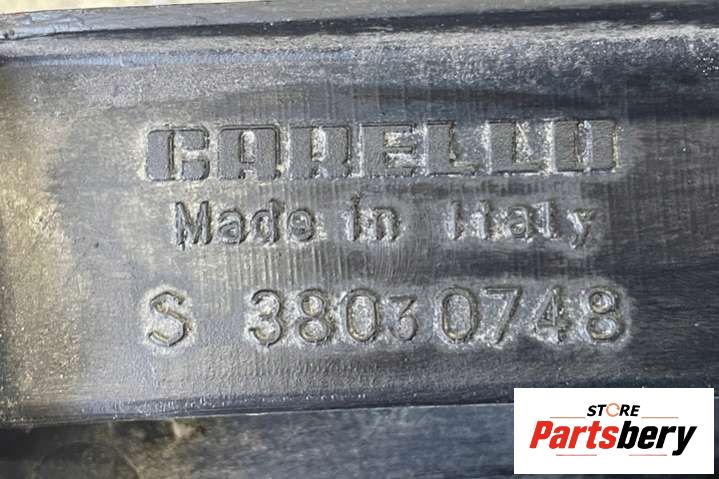 CARELLO
Made in Italy
S 38030748
STORE
Partsbery